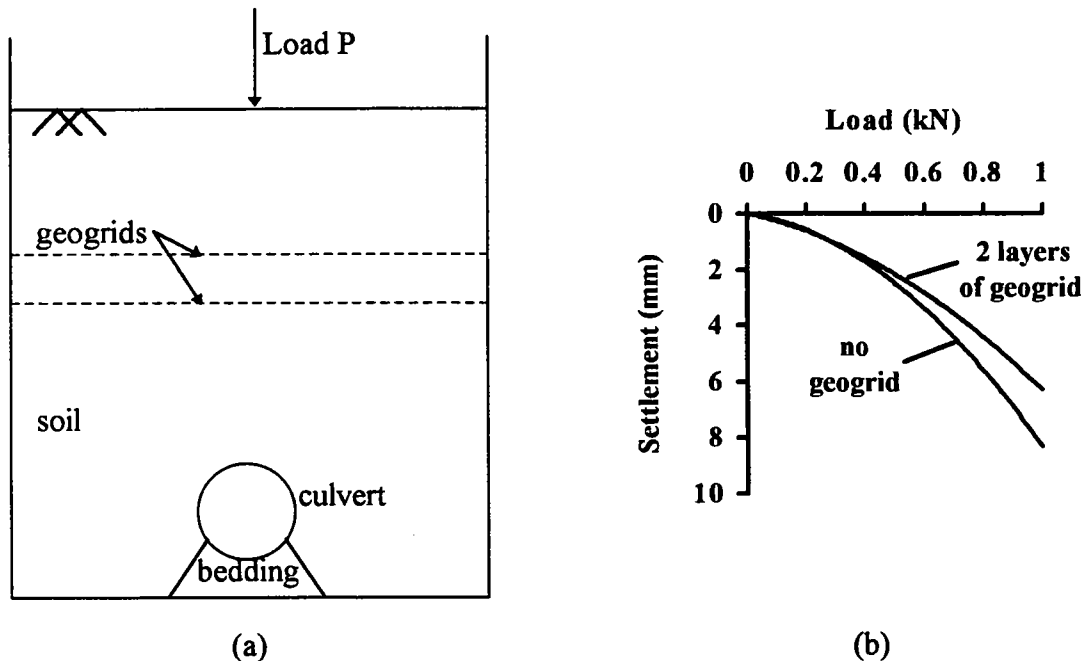 Load P
geogrids
soil
culvert
bedding
(a)
Load (kN)
0 0.2 0.4 0.6 0.8 1
0
2
4
6
8
10
Settlement (mm)
2 layers
of geogrid
no
geogrid
(b)